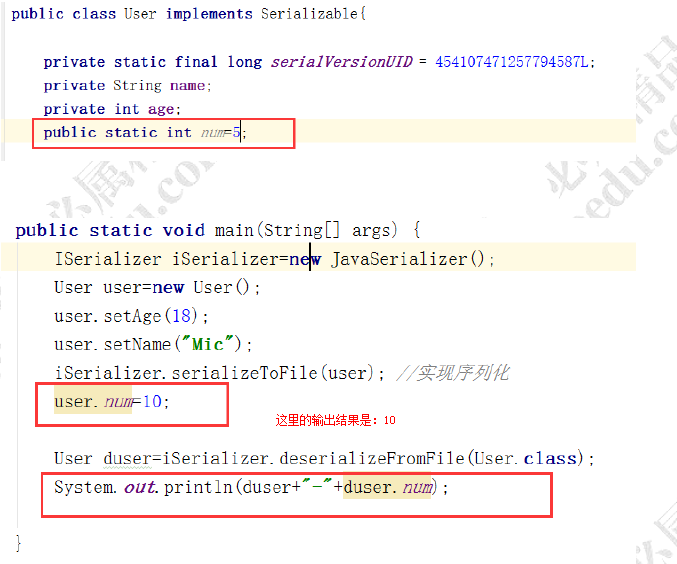 public class User implements Serializable{
private static final long serialVersionUID = 454107471257794587L;
private String name;
private int age;
public static int num=5;
public static void main(String[] args) {
ISerializer iSerializer=new JavaSerializer();
User user=new User();
user.setAge(18);
user.setName("Mic");
iSerializer.serializeToFile(user); //实现序列化
user.num=10;
这里的输出结果是：10
User duser=iSerializer.deserializeFromFile(User.class);
System.out.println(duser+"-"+duser.num);
}